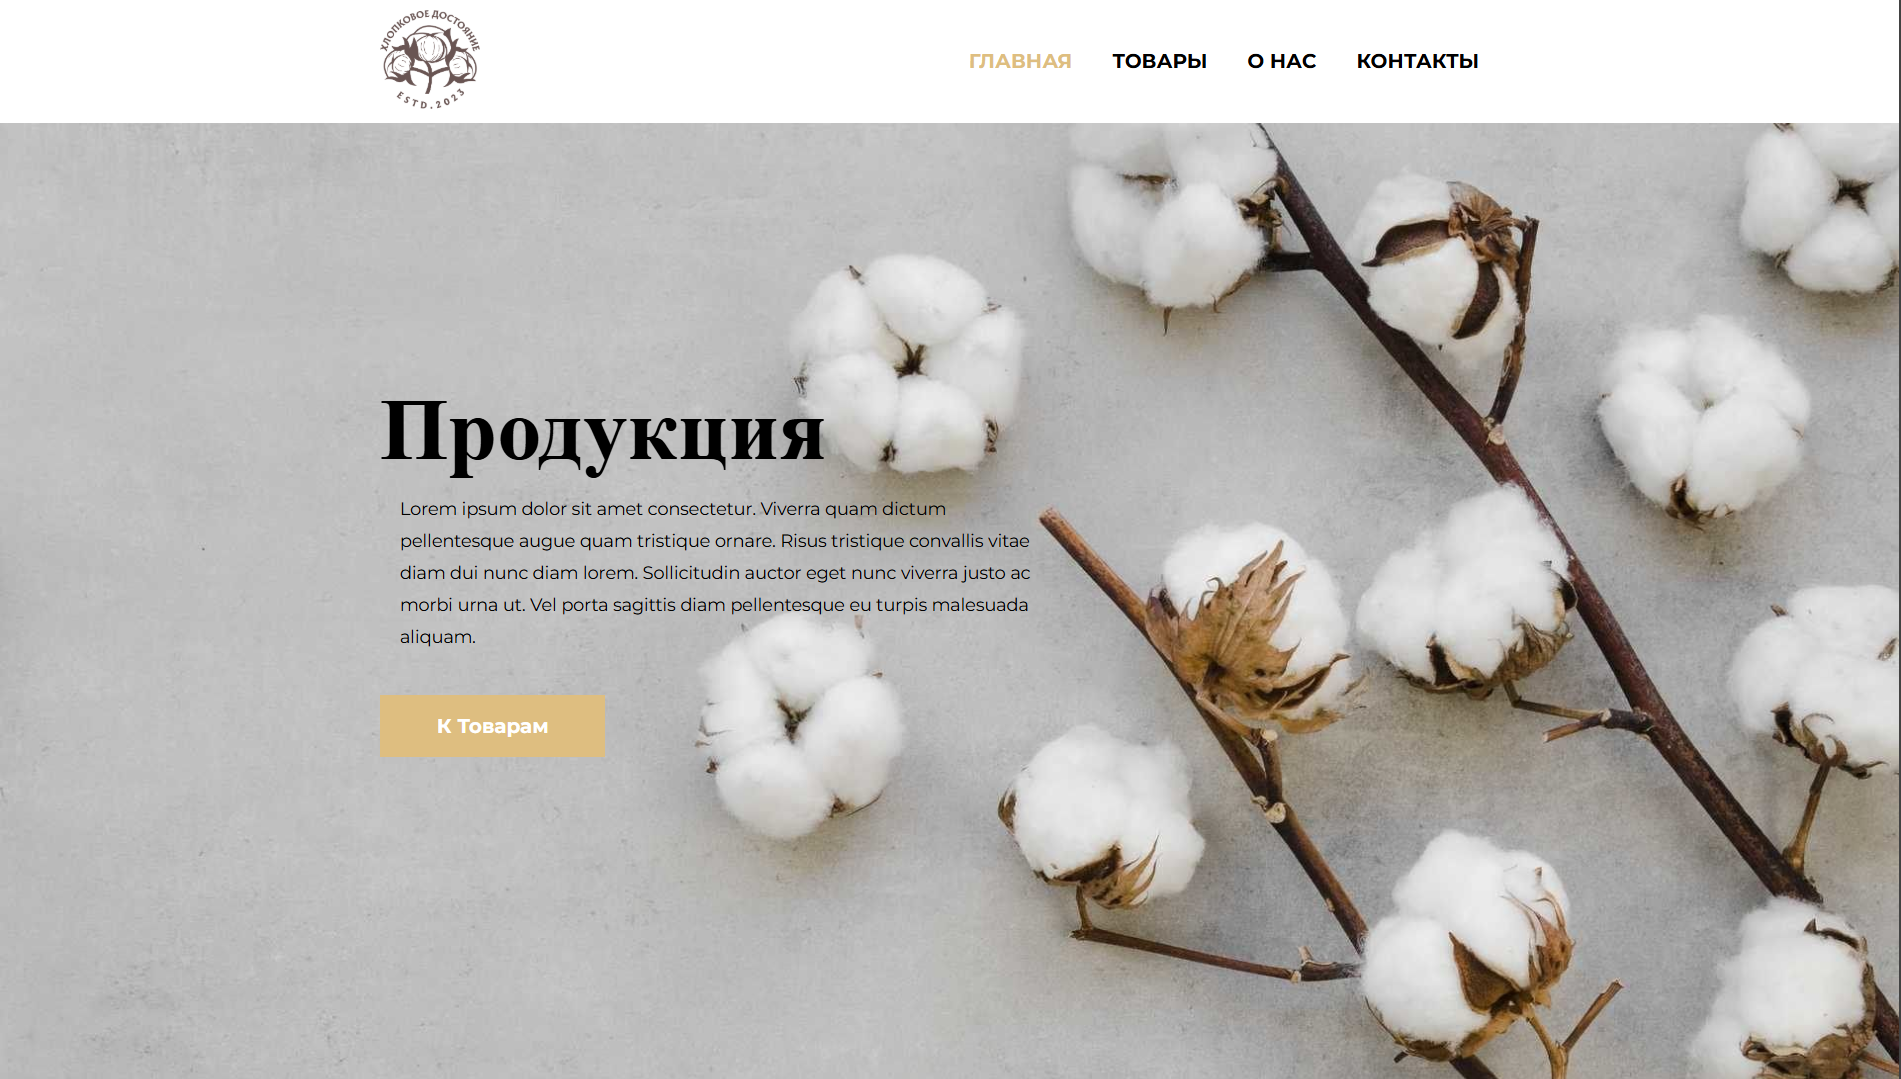 ХЛОПКОВОЕ ДОСТОЯНИЕ
ESTD.2023
ГЛАВНАЯ ТОВАРЫ О НАС КОНТАКТЫ
Продукция
Lorem ipsum dolor sit amet consectetur. Viverra quam dictum
pellentesque augue quam tristique ornare. Risus tristique convallis vitae
diam dui nunc diam lorem. Sollicitudin auctor eget nunc viverra justo ac
morbi urna ut. Vel porta sagittis diam pellentesque eu turpis malesuada
aliquam.
К Товарам